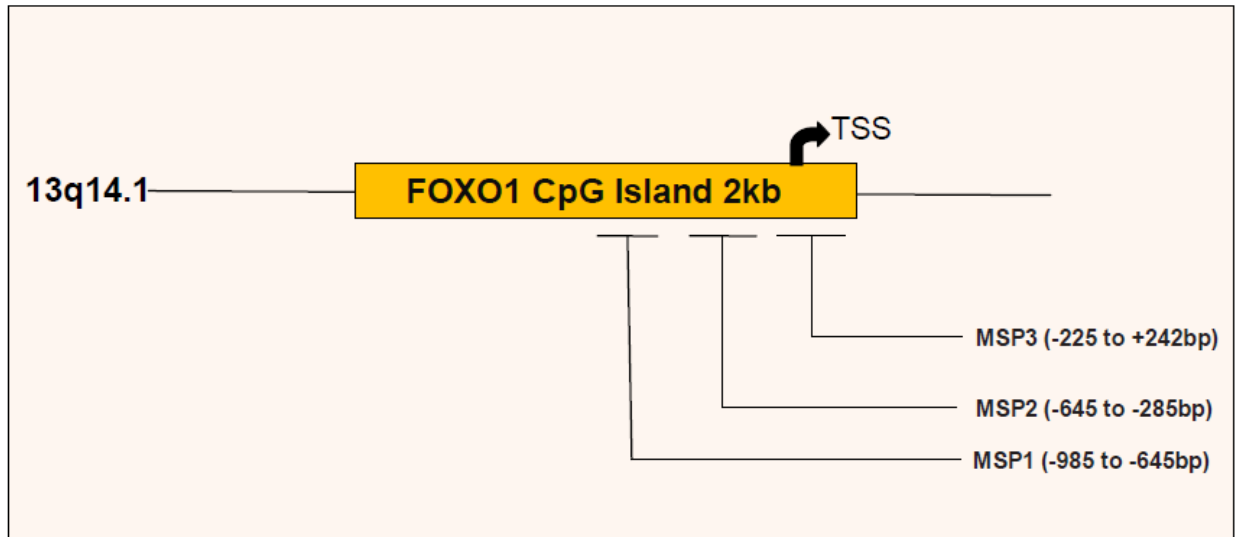 TSS
13q14.1
FOXO1 CpG Island 2kb
MSP3 (-225 to +242bp)
MSP2 (-645 to -285bp)
MSP1 (-985 to -645bp)